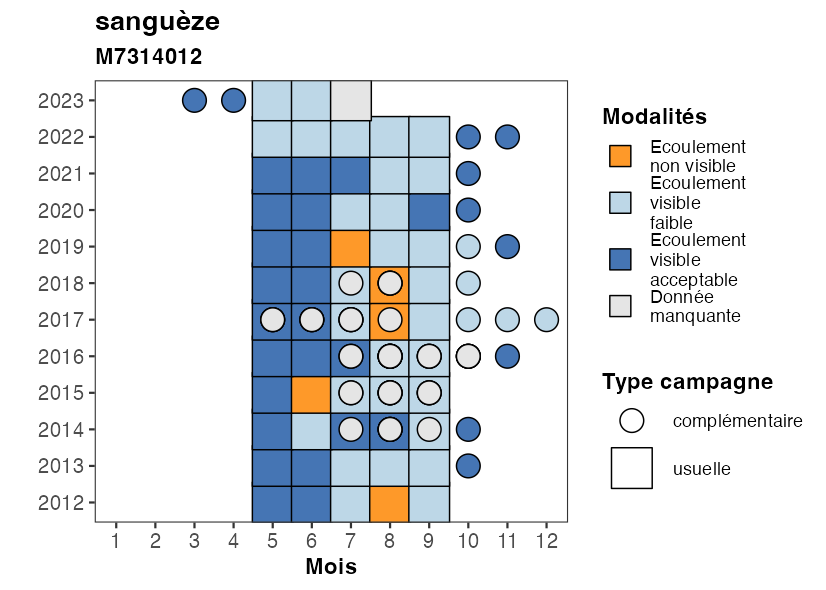 sanguèze
M7314012
2023
2022
2021
2020
2019
2018
2017
2016
2015
2014
2013
2012
1 2 3 4 5 6 7 8 9 10 11 12
Mois
Modalités
Ecoulement
non visible
Ecoulement
visible
faible
Ecoulement
visible
acceptable
Donnée
manquante
Type campagne
complémentaire
usuelle